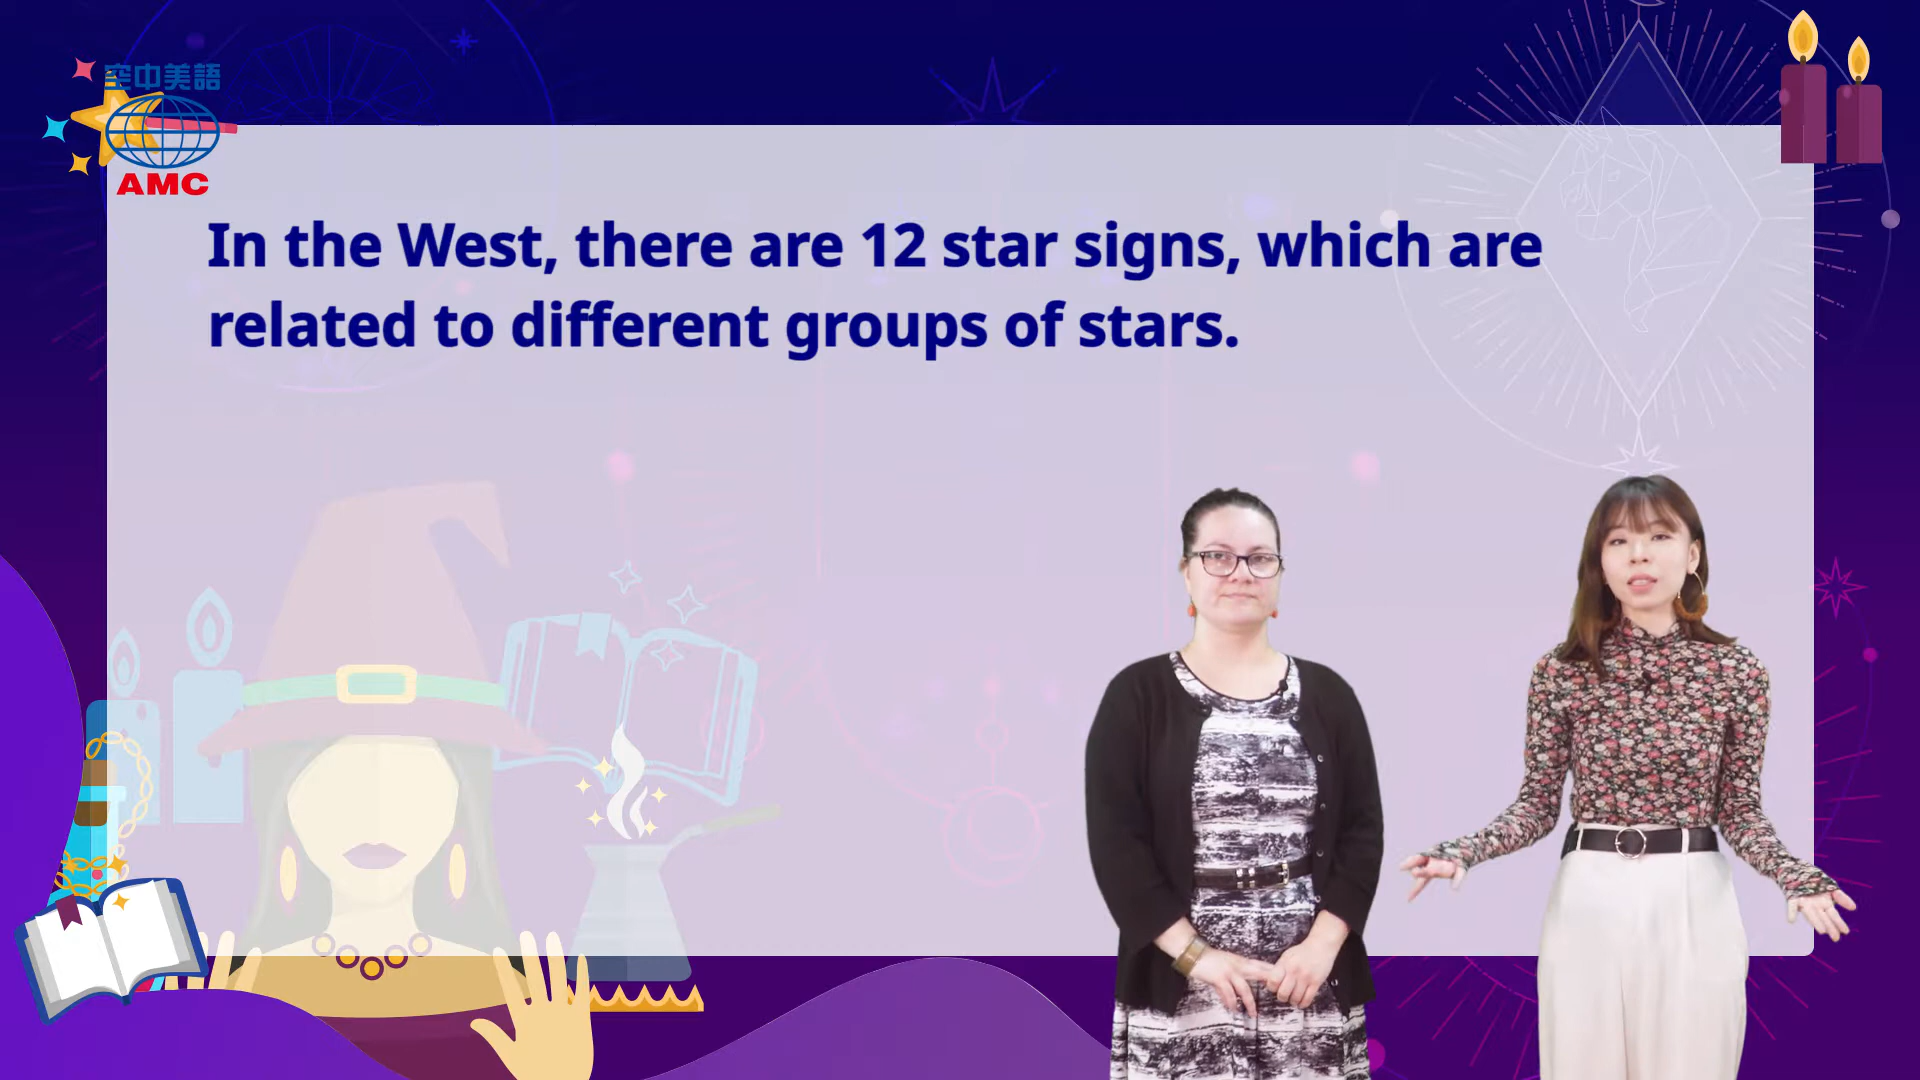 空中美語
AMC
In the West, there are 12 star signs, which are
related to different groups of stars.